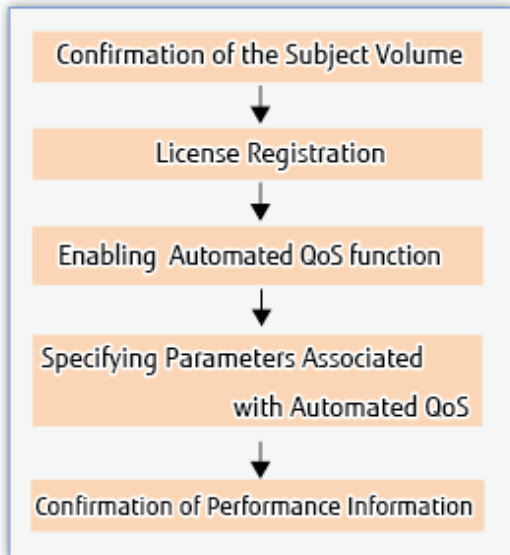 Confirmation of the Subject Volume
License Registration
Enabling Automated QoS function
Specifying Parameters Associated
with Automated QoS
Confirmation of Performance Information